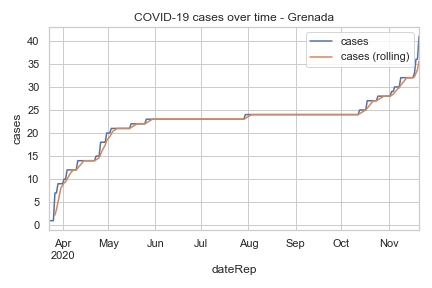 COVID-19 cases over time - Grenada
cases
cases (rolling)
40
35
30
25
20
15
10
5
0
cases
Apr May Jun Jul Aug Sep Oct Nov
2020
dateRep